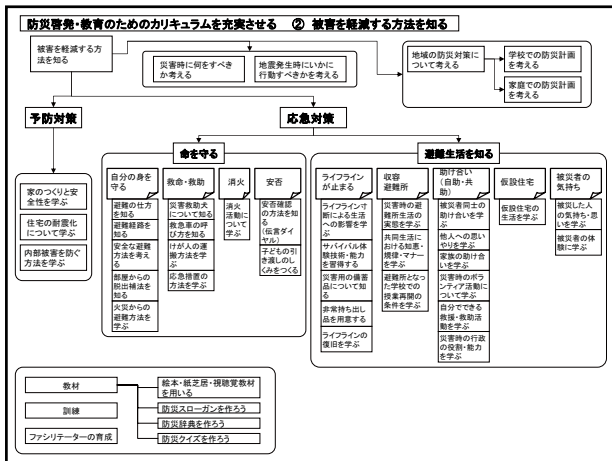 防災啓発・教育のためのカリキュラムを充実させる ② 被害を軽減する方法を知る
被害を軽減する方
法を知る
災害時に何をすべき
か考える
地震発生時にいかに
行動すべきかを考える
地域の防災対策に
ついて考える
学校での防災計画
を考える
家庭での防災計画
を考える
予防対策
応急対策
家のつくりと安
全性を学ぶ
住宅の耐震化
について学ぶ
内部被害を防ぐ
方法を学ぶ
命を守る
自分の身を
守る
避難の仕方を
知る
避難経路を
知る
安全な避難
方法を考える
部屋からの
脱出補法を知
る
火災からの
避難方法を
学ぶ
救命・救助
災害救助犬に
ついて知る
救急車の呼
び方を知る
けが人の運
搬方法を学
ぶ
応急措置の
方法を学ぶ
消火
消火
活動に
ついて
学ぶ
安否
安否確認
の方法を知
る(伝言ダイ
ヤル)
子どもの引
き渡しのし
くみをつくる
避難生活を知る
ライフライン
が止まる
ライフライン寸
断による生活
への影響を学
ぶ
サバイバル体
験技術・能力
を習得する
災害用の備蓄
品について知
る
非常持ち出し
品を用意する
ライフラインの
復旧を学ぶ
収容
避難所
災害時の避
難所生活の
実態を学ぶ
共同生活に
おける知恵・
規律・マナー
を学ぶ
避難所となっ
た学校での
授業再開の
条件を学ぶ
助け合い
(自助・共
助)
被災者同士の
助け合いを学
ぶ
他人への思い
やりを学ぶ
家族の助け合
いを学ぶ
災害時のボラ
ンティア活動に
ついて学ぶ
自分でできる
救援・救助活
動を学ぶ
災害時の行政
の役割・能力
を学ぶ
仮設住宅
仮設住宅の
生活を学ぶ
被災者の
気持ち
被災した人
の気持ち・思
いを学ぶ
被災者の体
験に学ぶ
教材
訓練
ファシリテーターの育成
絵本・紙芝居・視聴覚教材
を用いる
防災スローガンを作ろう
防災辞典を作ろう
防災クイズを作ろう